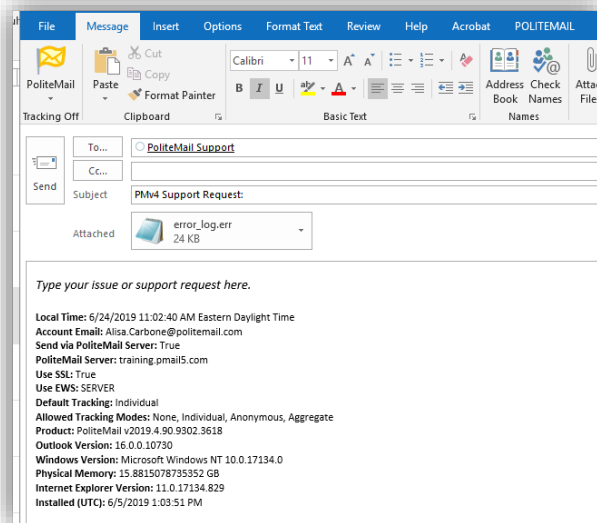 File Message Insert Options Format Text Review Help Acrobat POLITEMAIL
PoliteMail
Tracking Off
Paste
Cut
Copy
Format Painter
Clipboard
Calibri 11 A A
B I U aby A
Basic Text
Address Book
Check Names
Names
Send
To... PoliteMail Support
Cc...
Subject PMv4 Support Request:
Attached error_log.err
24 KB
Type your issue or support request here.
Local Time: 6/24/2019 11:02:40 AM Eastern Daylight Time
Account Email: Alisa.Carbone@politemail.com
Send via PoliteMail Server: True
PoliteMail Server: training.pmail5.com
Use SSL: True
Use EWS: SERVER
Default Tracking: Individual
Allowed Tracking Modes: None, Individual, Anonymous, Aggregate
Product: PoliteMail v2019.4.90.9302.3618
Outlook Version: 16.0.0.10730
Windows Version: Microsoft Windows NT 10.0.17134.0
Physical Memory: 15.8815078735352 GB
Internet Explorer Version: 11.0.17134.829
Installed (UTC): 6/5/2019 1:03:51 PM